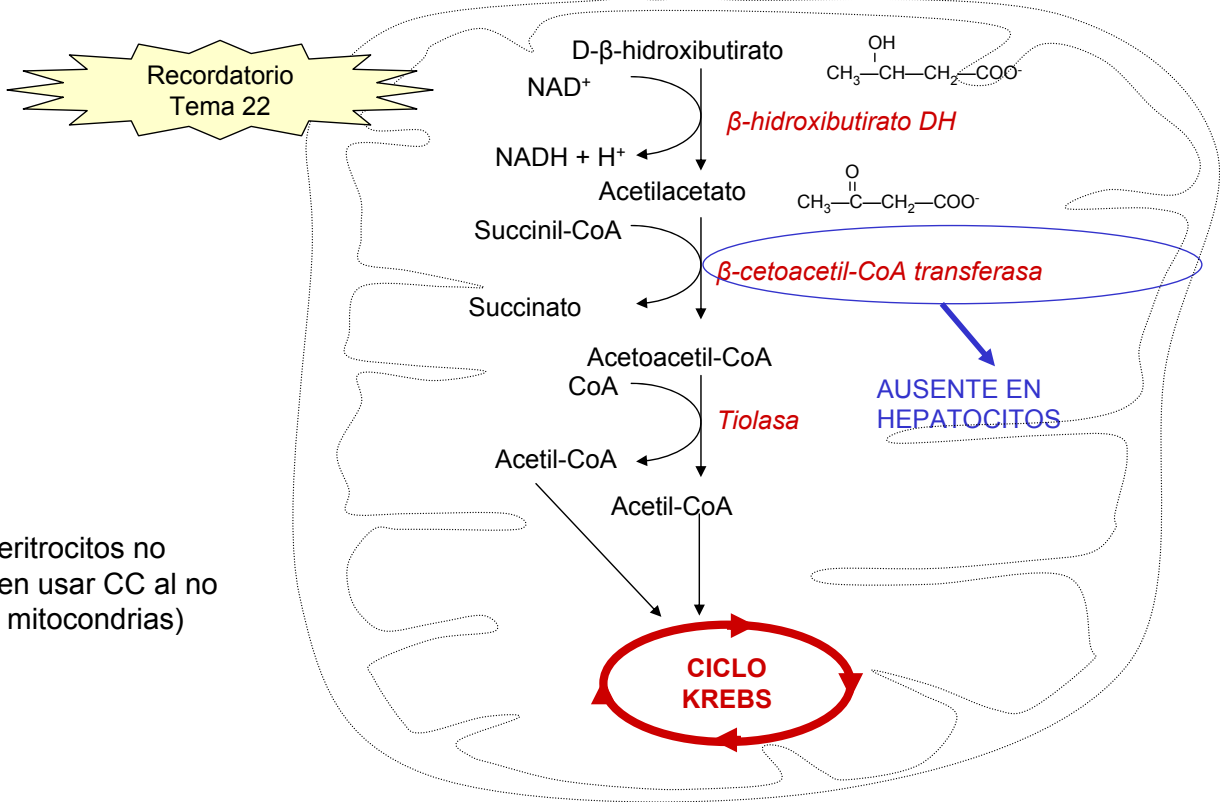 Recordatorio
Tema 22
D-β-hidroxibutirato
OH
CH₃—CH—CH₂—COO⁻
NAD⁺
β-hidroxibutirato DH
NADH + H⁺
Acetilacetato
O
CH₃—C—CH₂—COO⁻
Succinil-CoA
β-cetoacetil-CoA transferasa
Succinato
Acetoacetil-CoA
CoA
AUSENTE EN
HEPATOCITOS
Tiolasa
Acetil-CoA
Acetil-CoA
eritrocitos no
en usar CC al no
mitocondrias)
CICLO
KREBS